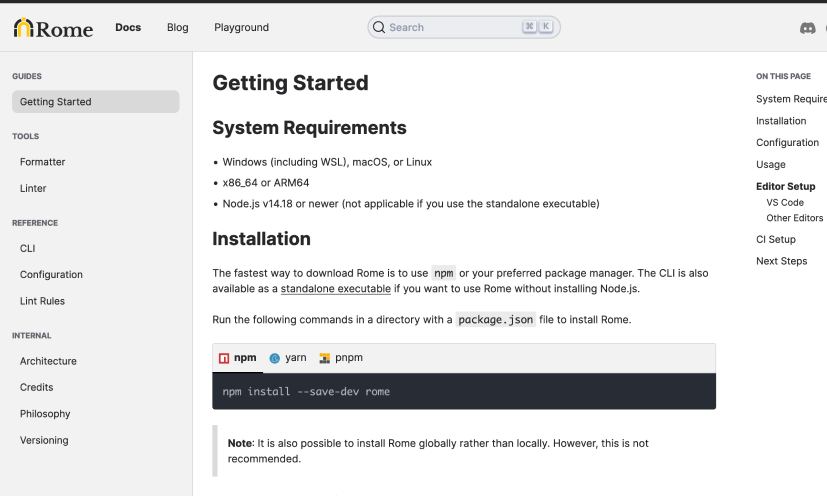 Rome
Docs
Blog
Playground
Search
⌘ K
GUIDES
Getting Started
TOOLS
Formatter
Linter
REFERENCE
CLI
Configuration
Lint Rules
INTERNAL
Architecture
Credits
Philosophy
Versioning
Getting Started
System Requirements
• Windows (including WSL), macOS, or Linux
• x86_64 or ARM64
• Node.js v14.18 or newer (not applicable if you use the standalone executable)
Installation
The fastest way to download Rome is to use npm or your preferred package manager. The CLI is also
available as a standalone executable if you want to use Rome without installing Node.js.
Run the following commands in a directory with a package.json file to install Rome.
npm yarn pnpm
npm install --save-dev rome
Note: It is also possible to install Rome globally rather than locally. However, this is not
recommended.
ON THIS PAGE
System Require
Installation
Configuration
Usage
Editor Setup
VS Code
Other Editors
CI Setup
Next Steps